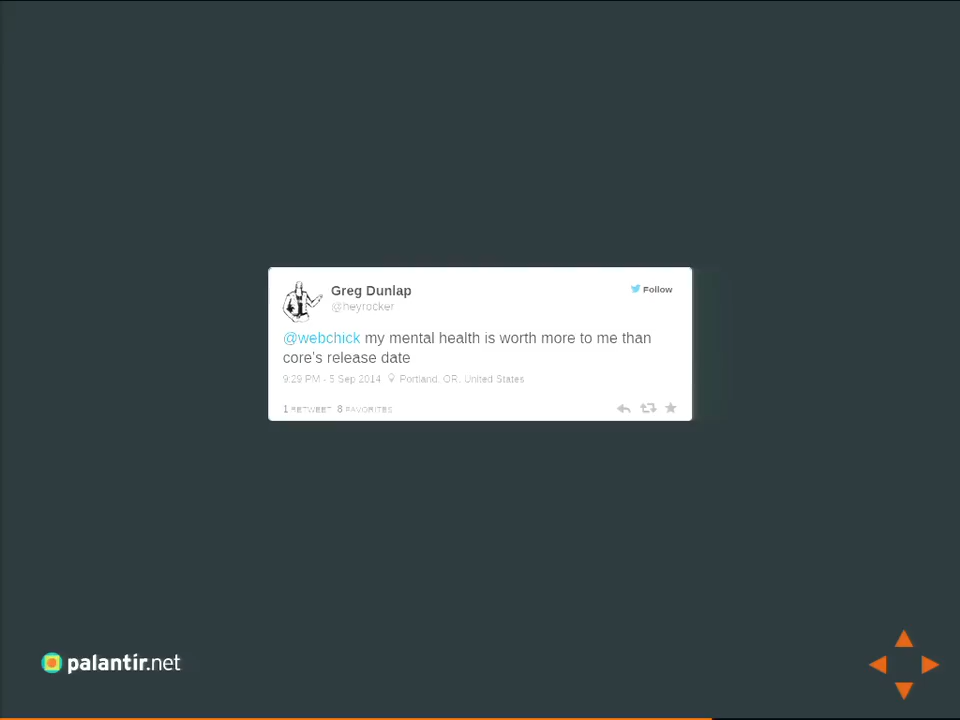 Greg Dunlap
@heyrocker
Follow
@webchick my mental health is worth more to me than
core's release date
9:29 PM - 5 Sep 2014 Portland, OR, United States
1 RETWEET 8 FAVORITES
palantir.net